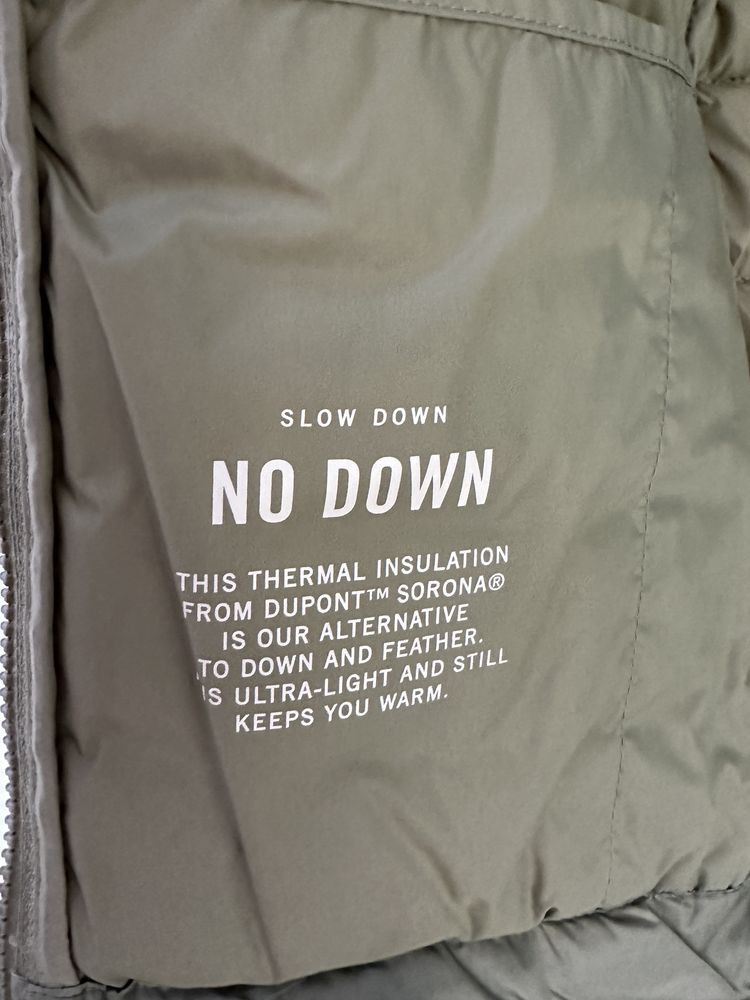 SLOW DOWN
NO DOWN
THIS THERMAL INSULATION
FROM DUPONT™ SORONA®
IS OUR ALTERNATIVE
TO DOWN AND FEATHER.
IS ULTRA-LIGHT AND STILL
KEEPS YOU WARM.